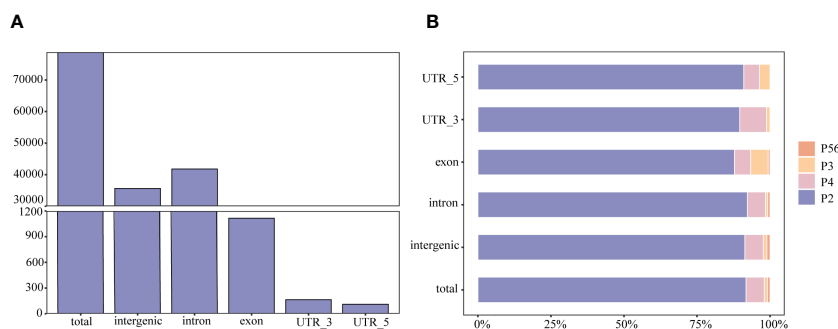 A
B
70000
60000
50000
40000
30000
1200
900
600
300
0
total intergenic intron exon UTR_3 UTR_5
UTR_5
UTR_3
exon
intron
intergenic
total
0% 25% 50% 75% 100%
P56
P3
P4
P2